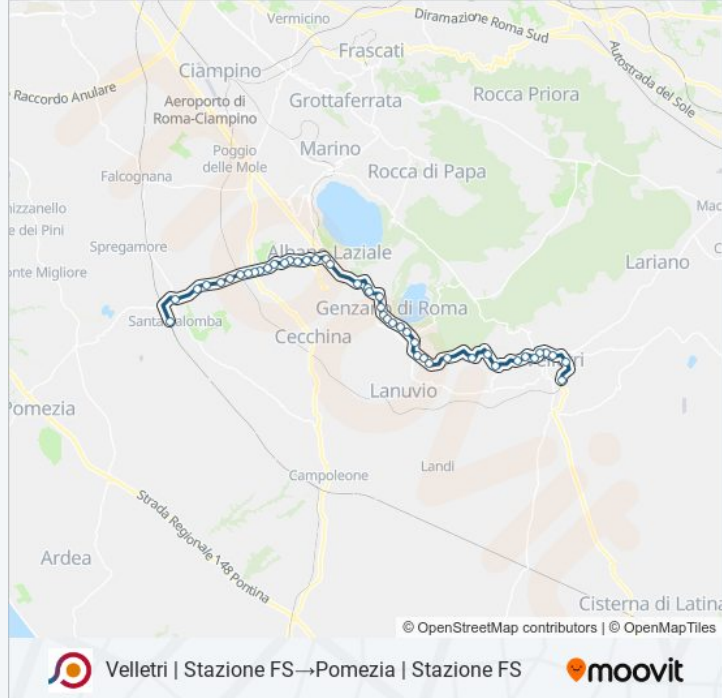 Vermicino
Diramazione Roma Sud
Frascati
Autostrada del Sole
Ciampino
Raccordo Anulare
Rocca Priora
Aeroporto di
Roma-Ciampino
Grottaferrata
Poggio
delle Mole
Marino
Rocca di Papa
Falcognana
Spregamore
Albano Laziale
Lariano
Genzano di Roma
Cecchina
Lanuvio
Pomezia
Campoleone
Landi
Strada Regionale 148 Pontina
Ardea
Cisterna di Latina
© OpenStreetMap contributors | © OpenMapTiles
Velletri | Stazione FS→Pomezia | Stazione FS
moovit